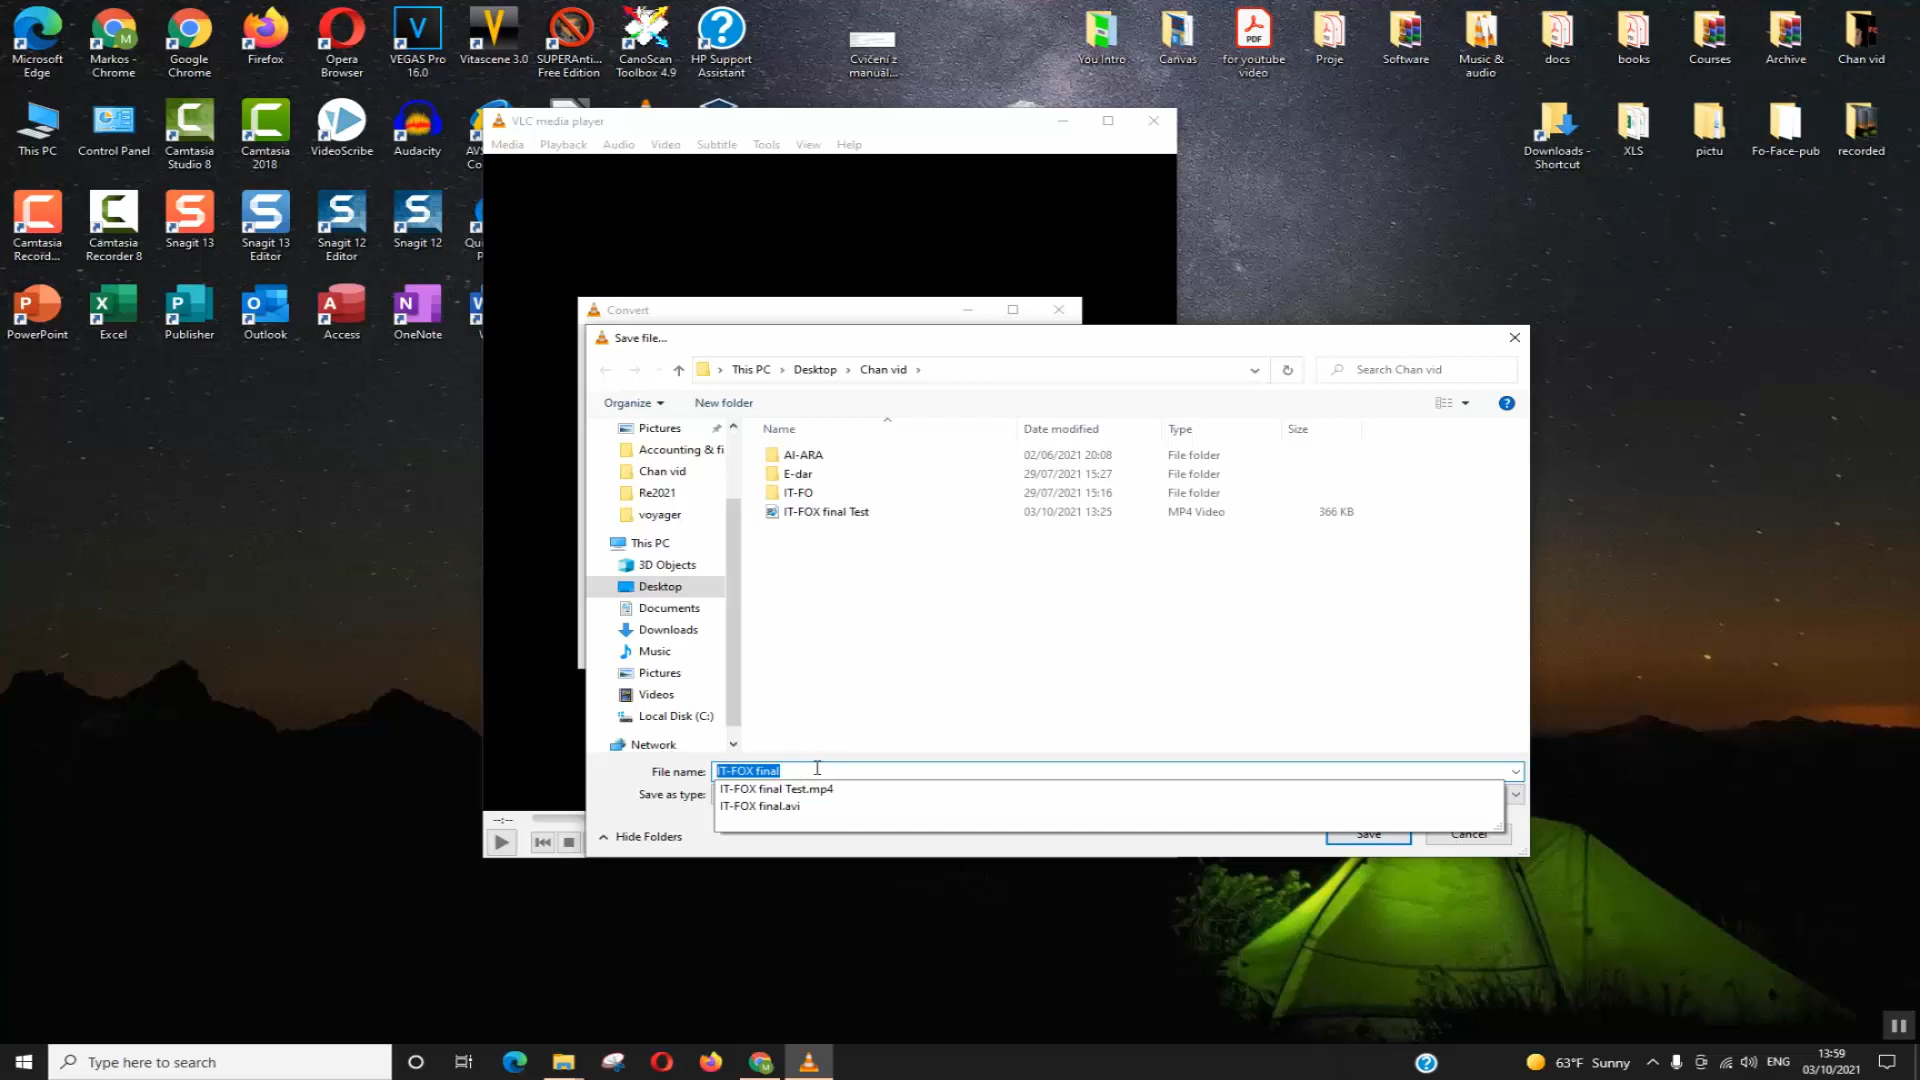 Microsoft Edge
Markos - Chrome
Google Chrome
Firefox
Opera Browser
VEGAS Pro 16.0
Vitascene 3.0
SUPERAnti... Free Edition
CanoScan Toolbox 4.9
HP Support Assistant
Cvičení z manuál...
You Intro
Canvas
PDF
for youtube video
Proje
Software
Music & audio
docs
books
Courses
Archive
Chan vid
This PC
Control Panel
Camtasia Studio 8
Camtasia 2018
VideoScribe
Audacity
VLC media player
Media Playback Audio Video Subtitle Tools View Help
Downloads - Shortcut
XLS
pictu
Fo-Face-pub
recorded
Camtasia Record...
Camtasia Recorder 8
Snagit 13
Snagit 13 Editor
Snagit 12 Editor
Snagit 12
PowerPoint
Excel
Publisher
Outlook
Access
OneNote
Convert
Save file...
This PC > Desktop > Chan vid >
Search Chan vid
Organize
New folder
Name Date modified Type Size
AI-ARA 02/06/2021 20:08 File folder
E-dar 29/07/2021 15:27 File folder
IT-FO 29/07/2021 15:16 File folder
IT-FOX final Test 03/10/2021 13:25 MP4 Video 366 KB
Pictures
Accounting & fi
Chan vid
Re2021
voyager
This PC
3D Objects
Desktop
Documents
Downloads
Music
Pictures
Videos
Local Disk (C:)
Network
File name: IT-FOX final
Save as type:
IT-FOX final Test.mp4
IT-FOX final.avi
Hide Folders
Save
Cancel
--:--
Type here to search
63°F Sunny
ENG
13:59
03/10/2021